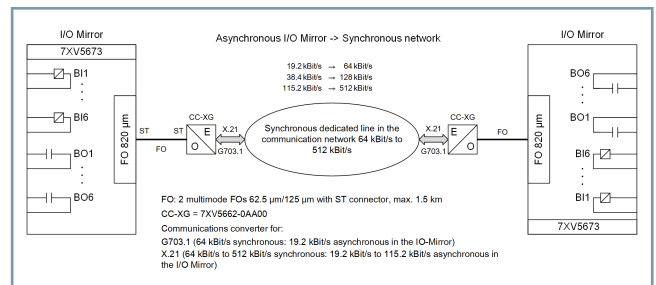 I/O Mirror
Asynchronous I/O Mirror -> Synchronous network
I/O Mirror
7XV5673
19.2 kBit/s → 64 kBit/s
38.4 kBit/s → 128 kBit/s
115.2 kBit/s → 512 kBit/s
BI1
BI6
BO1
BO6
FO 820 µm
ST
FO
ST
CC-XG
E
O
X.21
G703.1
Synchronous dedicated line in the
communication network 64 kBit/s to
512 kBit/s
X.21
G703.1
CC-XG
E
O
FO
FO 820 µm
BO6
BO1
BI6
BI1
7XV5673
FO: 2 multimode FOs 62.5 µm/125 µm with ST connector, max. 1.5 km
CC-XG = 7XV5662-0AA00
Communications converter for:
G703.1 (64 kBit/s synchronous: 19.2 kBit/s asynchronous in the IO-Mirror)
X.21 (64 kBit/s to 512 kBit/s synchronous: 19.2 kBit/s to 115.2 kBit/s asynchronous in
the I/O Mirror)